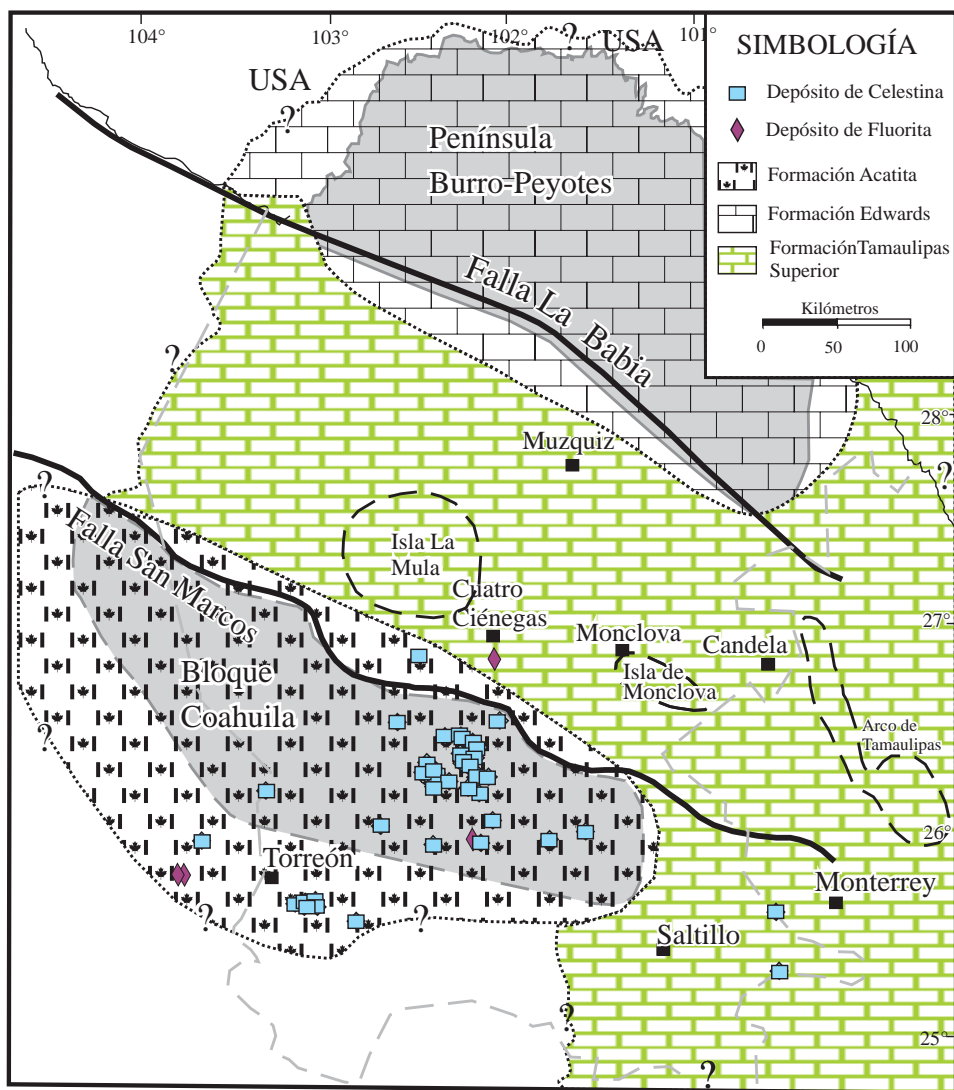 104°
103°
102°
101°
USA
?
USA
?
SIMBOLOGÍA
Depósito de Celestina
Depósito de Fluorita
Formación Acatita
Formación Edwards
FormaciónTamaulipas
Superior
Kilómetros
0 50 100
Península
Burro-Peyotes
Falla La Babia
?
28°
Muzquiz
?
?
Falla San Marcos
Isla La
Mula
Cuatro
Ciénegas
27°
Monclova
Candela
Isla de
Monclova
Bloque
Coahuila
Arco de
Tamaulipas
?
26°
Torreón
Monterrey
?
?
Saltillo
?
25°
?